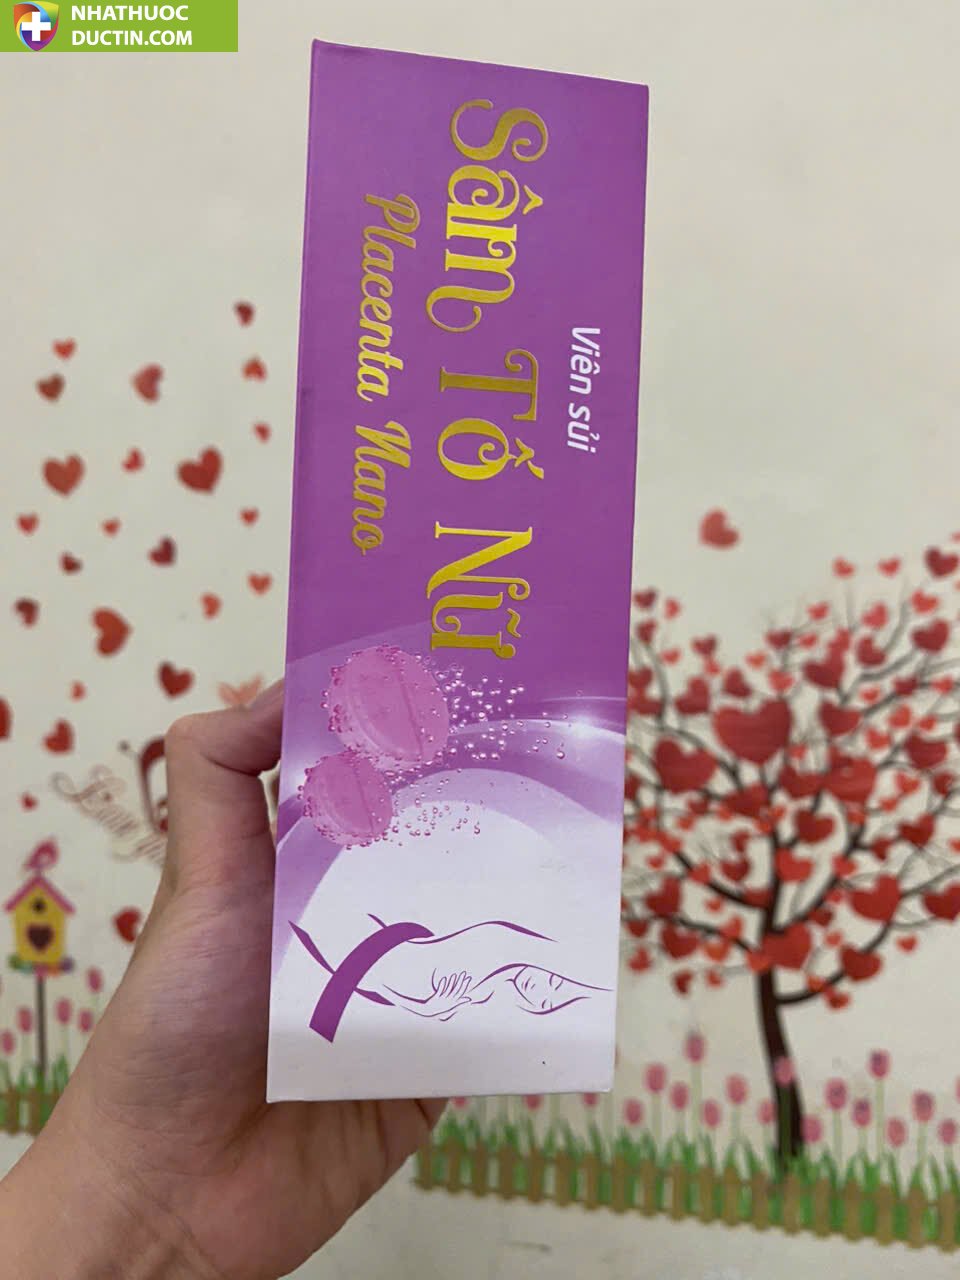 NHATHUOC
DUCTIN.COM
Viên sủi
Sâm Tố Nữ
Placenta Nano